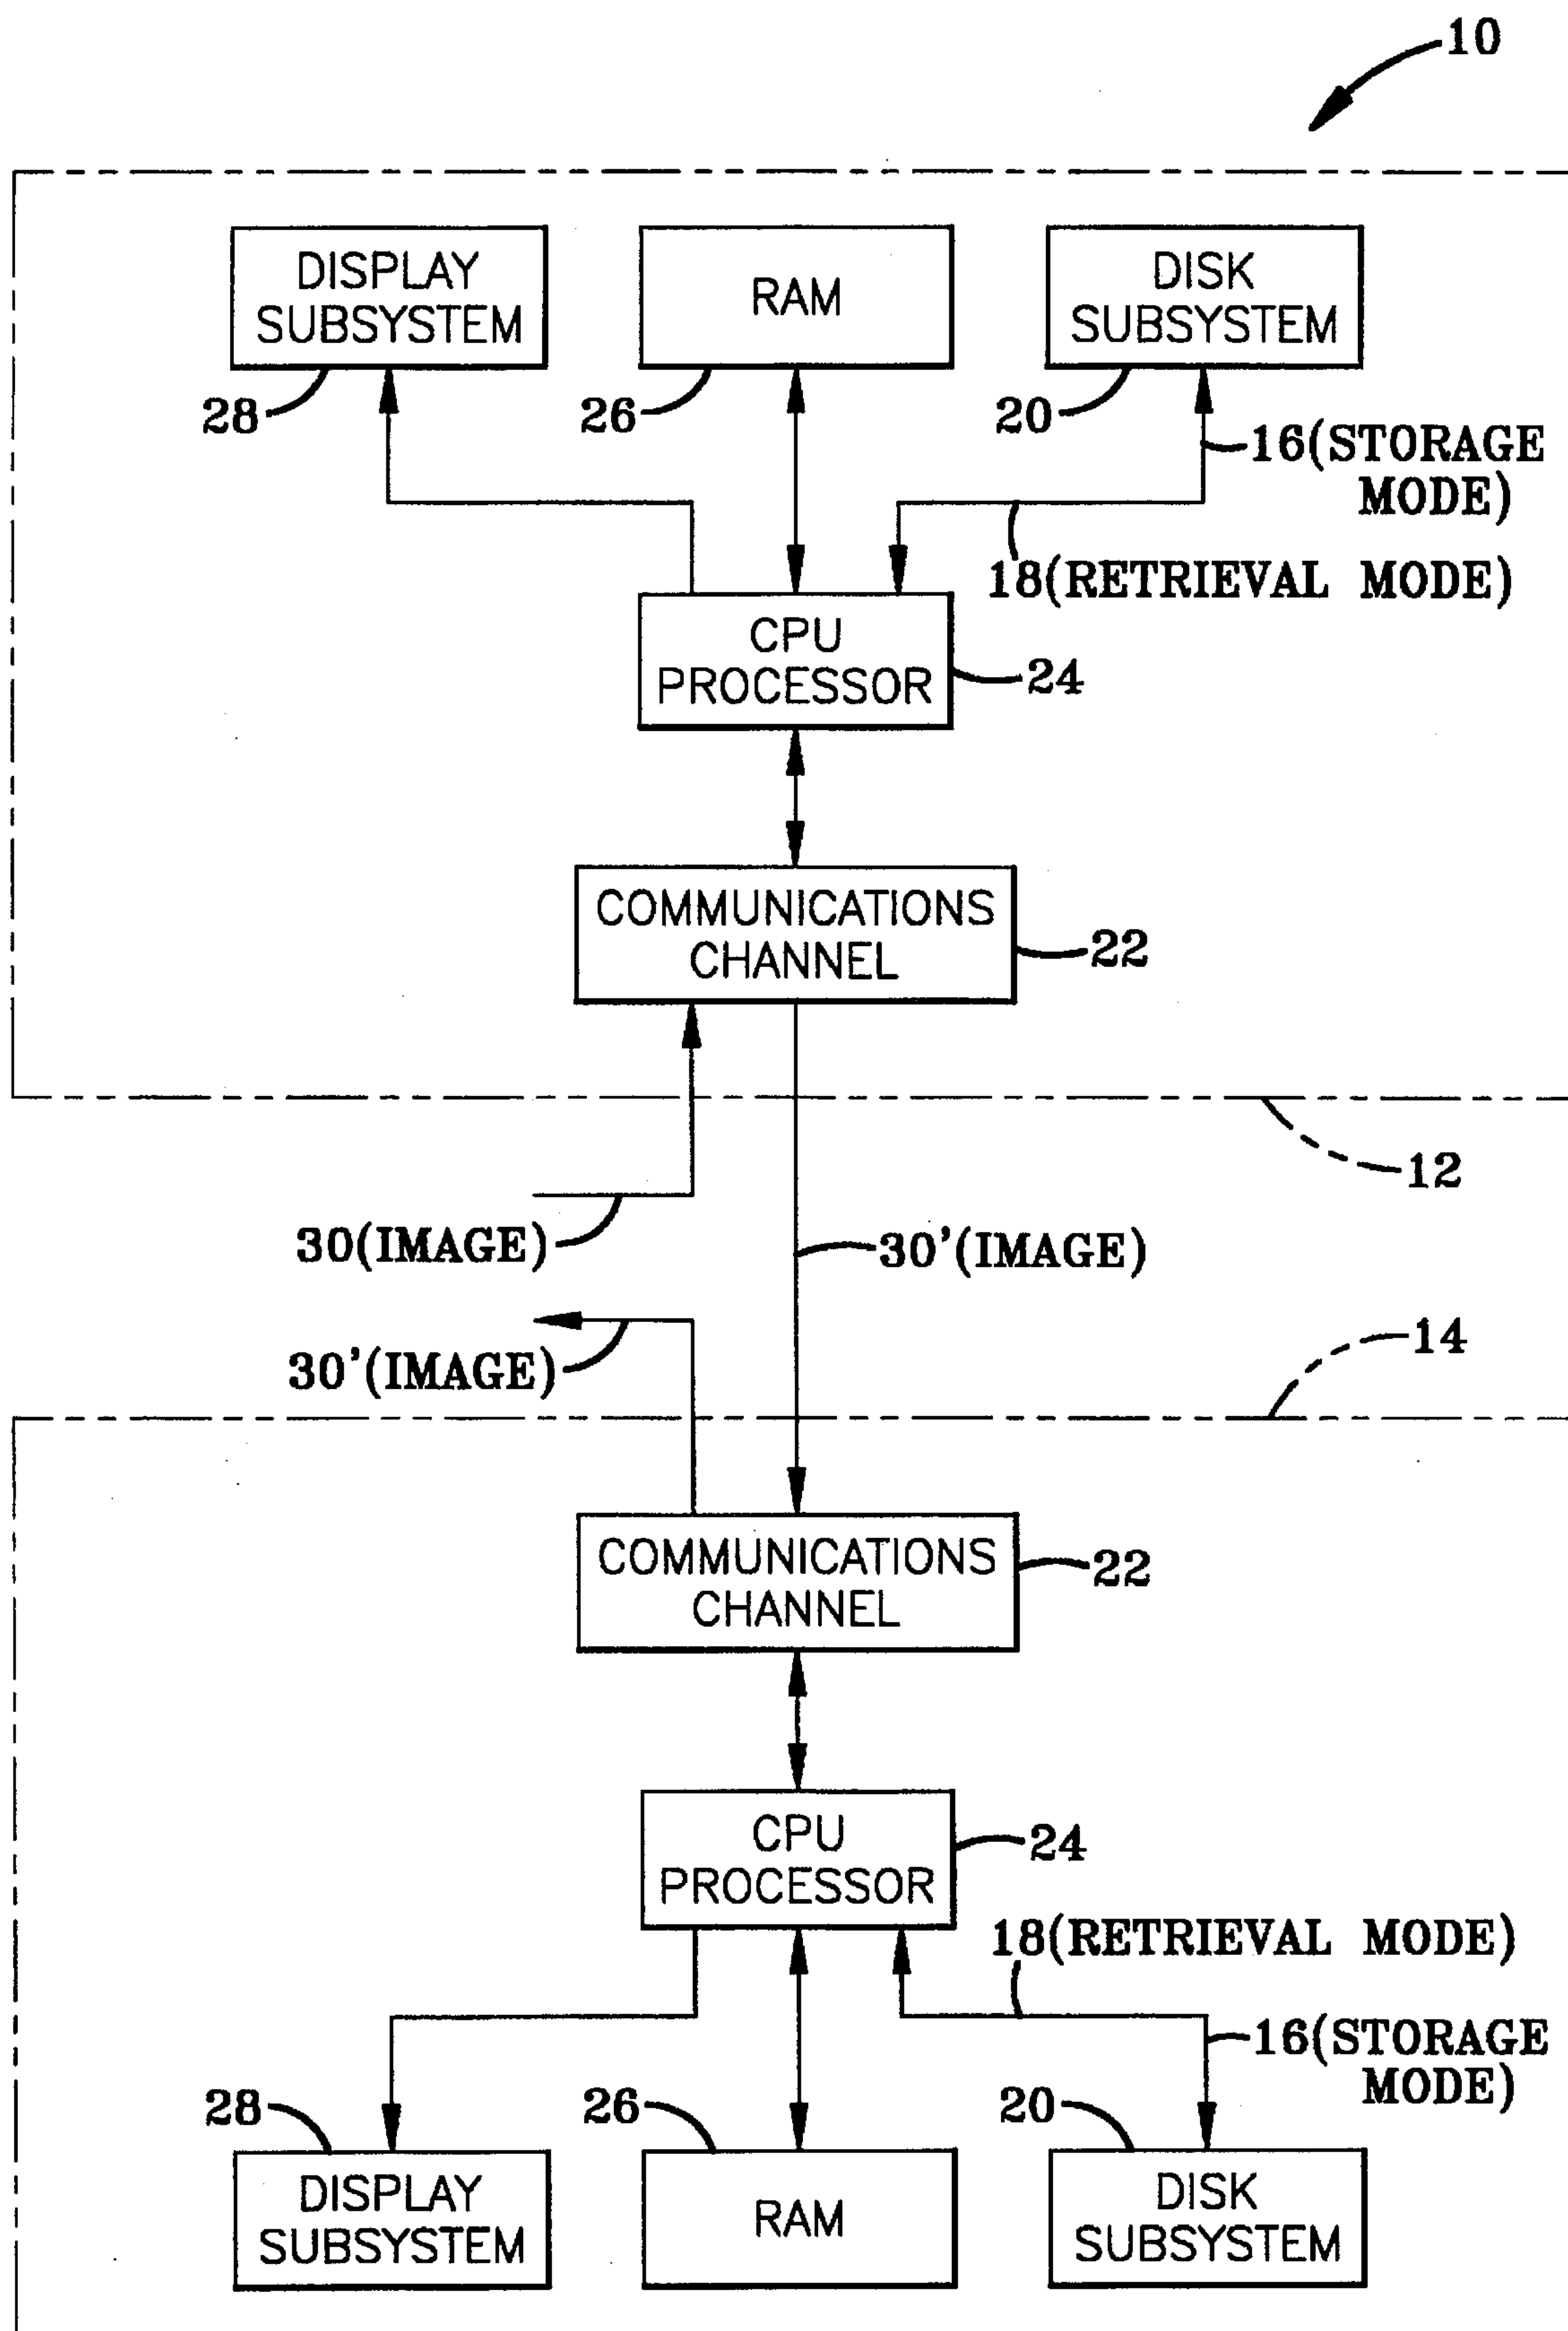 10
DISPLAY
SUBSYSTEM
RAM
DISK
SUBSYSTEM
28
26
20
16(STORAGE
MODE)
18(RETRIEVAL MODE)
CPU
PROCESSOR
24
COMMUNICATIONS
CHANNEL
22
12
30(IMAGE)
30'(IMAGE)
14
30'(IMAGE)
COMMUNICATIONS
CHANNEL
22
CPU
PROCESSOR
24
18(RETRIEVAL MODE)
16(STORAGE
MODE)
28
26
20
DISPLAY
SUBSYSTEM
RAM
DISK
SUBSYSTEM